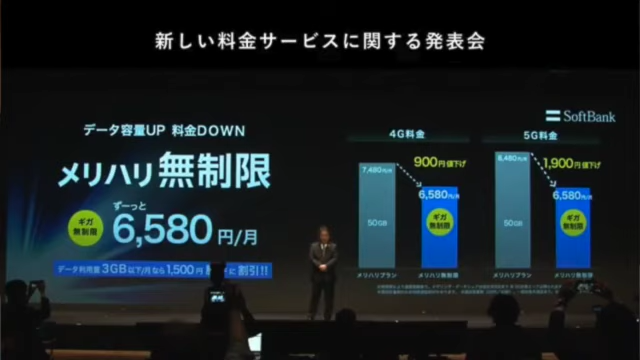 新しい料金サービスに関する発表会
SoftBank
データ容量UP 料金DOWN
メリハリ無制限
ギガ
無制限
ずーっと
6,580 円/月
データ利用量3GB以下/月なら1,500円
に割引!!
4G料金
900円値下げ
7,480円/月
6,580円/月
50GB
ギガ
無制限
メリハリプラン
メリハリ無制限
5G料金
1,900円値下げ
8,480円/月
6,580円/月
50GB
ギガ
無制限
メリハリプラン
メリハリ無制限